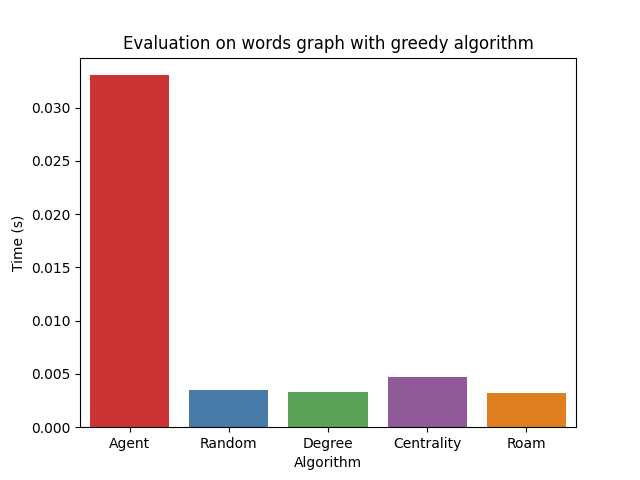 Evaluation on words graph with greedy algorithm
Time (s)
0.030
0.025
0.020
0.015
0.010
0.005
0.000
Agent Random Degree Centrality Roam
Algorithm